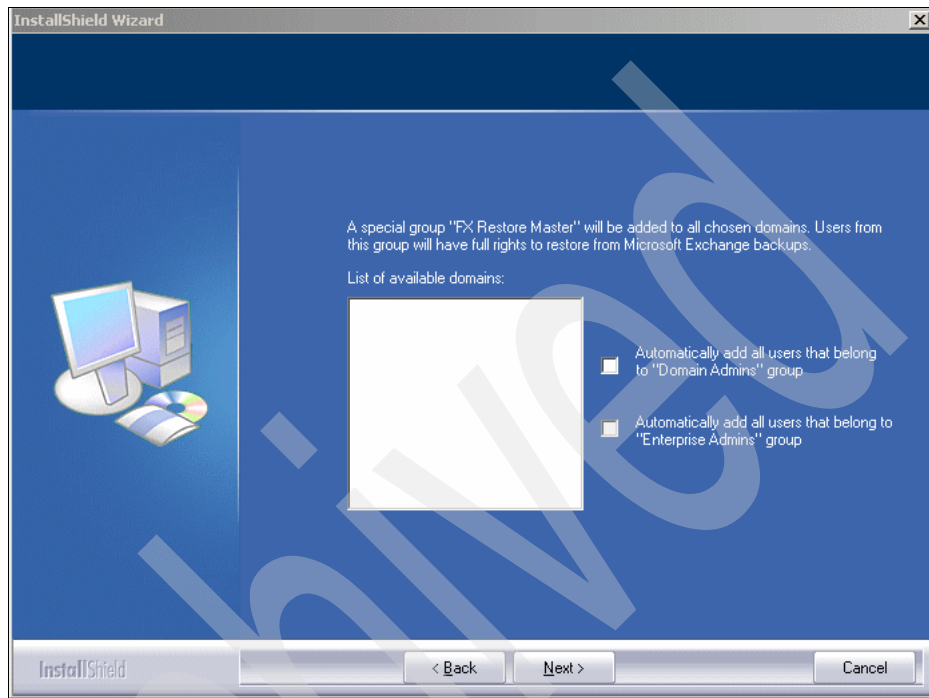 InstallShield Wizard
A special group "FX Restore Master" will be added to all chosen domains. Users from
this group will have full rights to restore from Microsoft Exchange backups.
List of available domains:
Automatically add all users that belong
to "Domain Admins" group
Automatically add all users that belong to
"Enterprise Admins" group
InstallShield
< Back
Next >
Cancel
hived